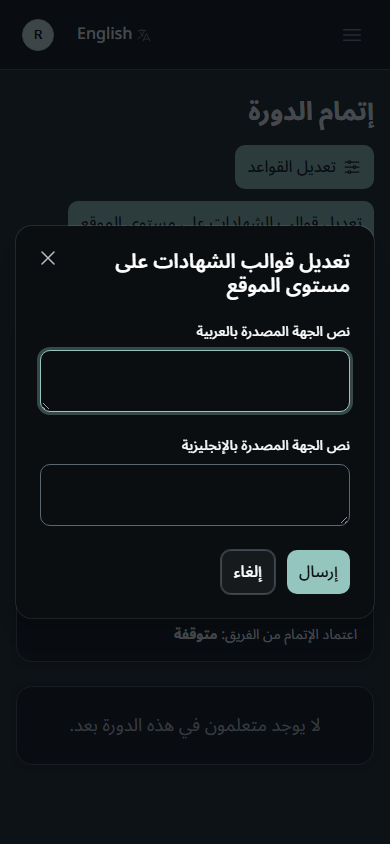 R
English
إتمام الدورة
تعديل القواعد
تعديل قوالب الشهادات على مستوى الموقع
تعديل قوالب الشهادات على
مستوى الموقع
نص الجهة المصدرة بالعربية
نص الجهة المصدرة بالإنجليزية
إرسال
إلغاء
اعتماد الإتمام من الفريق: متوقفة
لا يوجد متعلمون في هذه الدورة بعد.